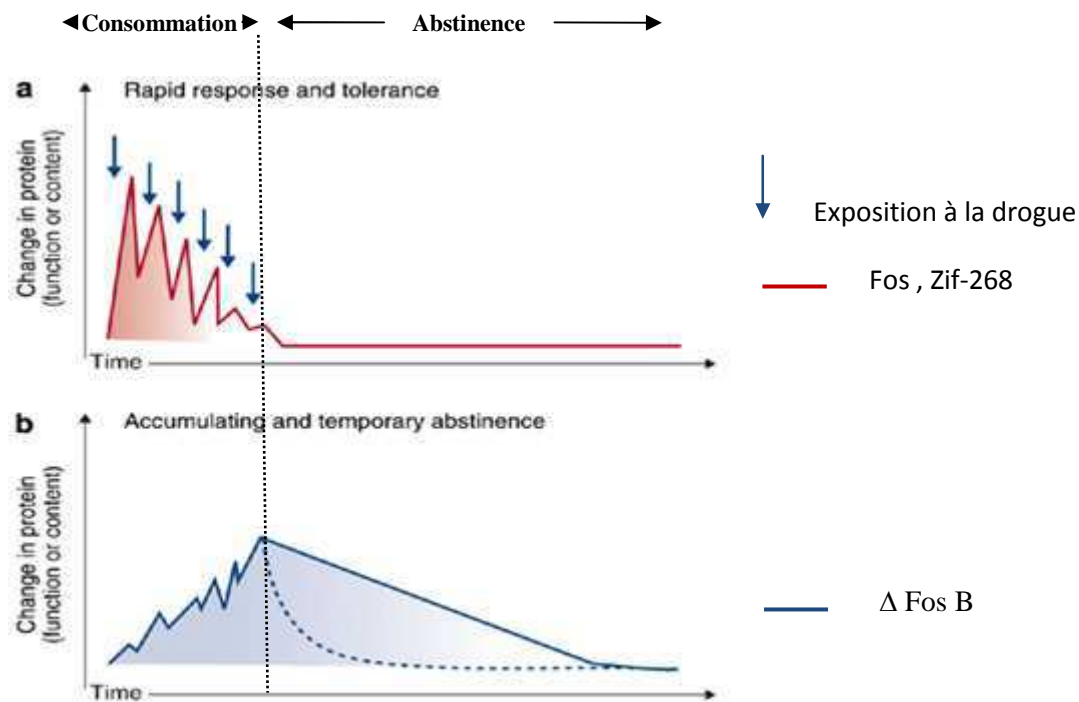 Consommation Abstinence
a Rapid response and tolerance
Change in protein
(function or content)
Time
Exposition à la drogue
Fos , Zif-268
b Accumulating and temporary abstinence
Change in protein
(function or content)
Time
Δ Fos B